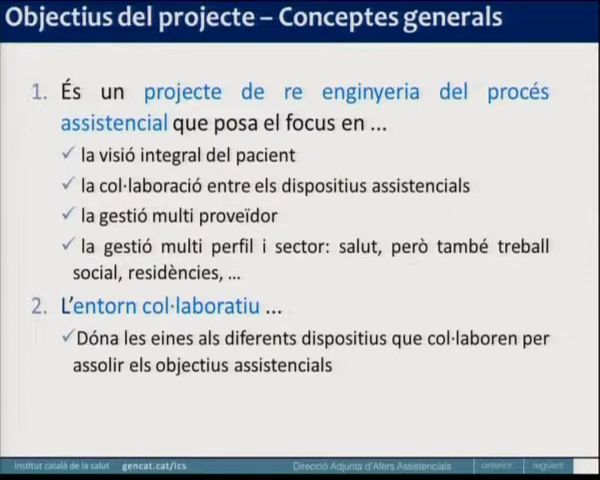 Objectius del projecte – Conceptes generals
1. És un projecte de re enginyeria del procés
assistencial que posa el focus en ...
✓ la visió integral del pacient
✓ la col·laboració entre els dispositius assistencials
✓ la gestió multi proveïdor
✓ la gestió multi perfil i sector: salut, però també treball
social, residències, ...
2. L'entorn col·laboratiu ...
✓Dóna les eines als diferents dispositius que col·laboren per
assolir els objectius assistencials
Institut català de la salut gencat.cat/ics Direcció Adjunta d'Afers Assistencials anterior següent